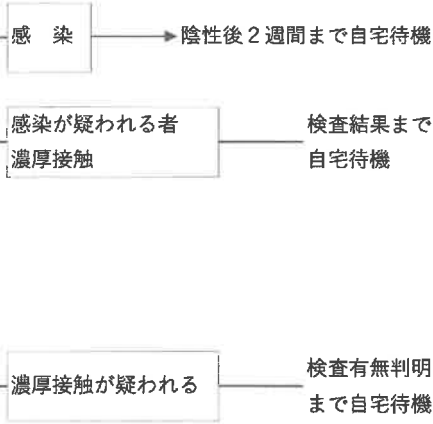 感 染 陰性後２週間まで自宅待機
感染が疑われる者 検査結果まで
濃厚接触 自宅待機
濃厚接触が疑われる 検査有無判明
まで自宅待機